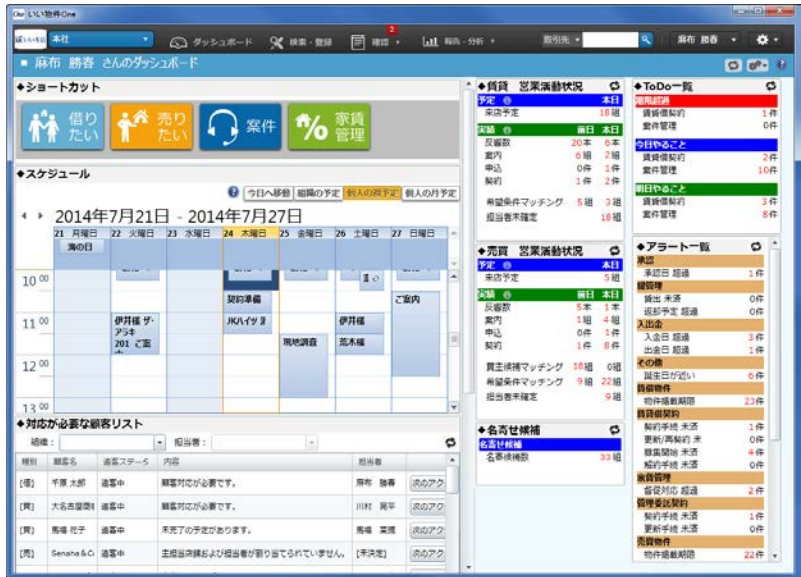 いい物件One
本社
ダッシュボード
検索・登録
確認
2
報告・分析
取引先
麻布 勝春
麻布 勝春 さんのダッシュボード
◆ショートカット
借りたい
売りたい
案件
家賃管理
◆スケジュール
今日へ移動 組織の予定 個人の週予定 個人の月予定
2014年7月21日 - 2014年7月27日
21 月曜日 22 火曜日 23 水曜日 24 木曜日 25 金曜日 26 土曜日 27 日曜日
海の日
10 00
契約準備
ご案内
11 00
伊井様 ザ・
アラキ
201 ご案
JKハイツ
伊井様
現地調査
荒木様
12 00
13 00
◆対応が必要な顧客リスト
組織：
担当者：
種別 顧客名 追客ステータ 内容 担当者
[借] 千原 太郎 追客中 顧客対応が必要です。 麻布 勝春 次のアク
[買] 大名古屋商 追客中 顧客対応が必要です。 川村 晃平 次のアク
[買] 馬場 花子 追客中 未完了の予定があります。 馬場 菜摘 次のアク
[売] Senaha & Co 追客中 主担当店舗および担当者が割り当てられていません。 [未決定] 次のアク
◆賃貸 営業活動状況
予定 本日
来店予定 18組
実績 前日 本日
反響数 20本 6本
案内 6組 2組
申込 0件 1件
契約 1件 2件
希望条件マッチング 5組 3組
担当者未確定 18組
◆売買 営業活動状況
予定 本日
来店予定 5組
実績 前日 本日
反響数 5本 1本
案内 1組 4組
申込 0件 1件
契約 1件 8件
買主候補マッチング 18組 0組
希望条件マッチング 9組 22組
担当者未確定 9組
◆名寄せ候補
名寄せ候補
名寄候補数 33組
◆ToDo一覧
期限超過
賃貸借契約 1件
案件管理 0件
今日やること
賃貸借契約 2件
案件管理 10件
明日やること
賃貸借契約 3件
案件管理 8件
◆アラート一覧
承認
承認日 超過 1件
鍵管理
貸出 未済 0件
返却予定 超過 0件
入出金
入金日 超過 3件
出金日 超過 1件
その他
誕生日が近い 6件
賃借物件
物件掲載期限 23件
賃貸借契約
契約手続 未済 1件
更新/再契約 未 0件
募集開始 未済 4件
解約手続 未済 0件
家賃管理
督促対応 超過 2件
管理委託契約
契約手続 未済 1件
更新手続 未済 0件
売買物件
物件掲載期限 22件